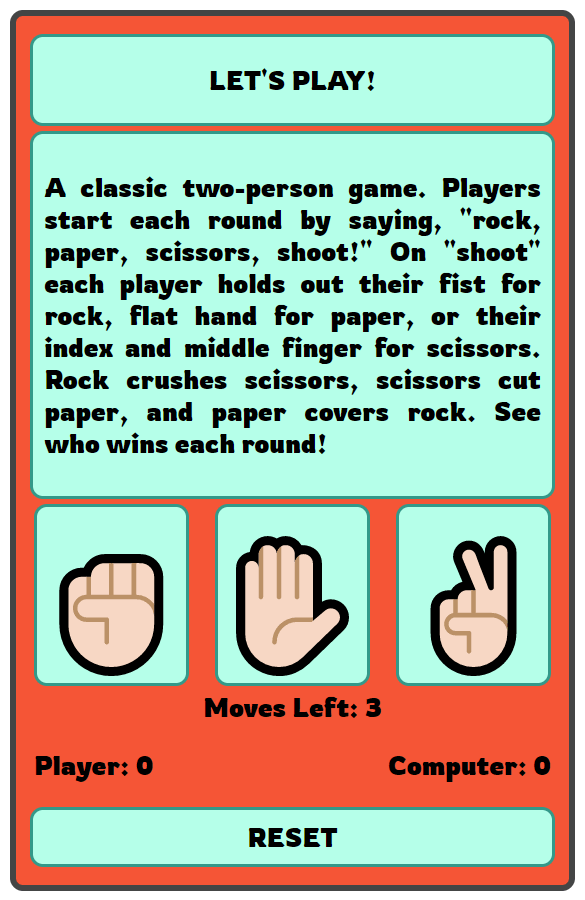 LET'S PLAY!
A classic two-person game. Players
start each round by saying, "rock,
paper, scissors, shoot!" On "shoot"
each player holds out their fist for
rock, flat hand for paper, or their
index and middle finger for scissors.
Rock crushes scissors, scissors cut
paper, and paper covers rock. See
who wins each round!
Moves Left: 3
Player: 0
Computer: 0
RESET